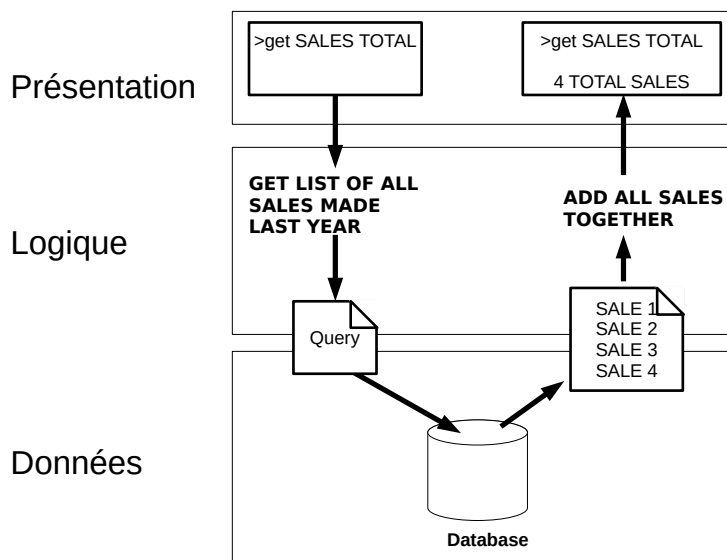 Présentation
>get SALES TOTAL
>get SALES TOTAL
4 TOTAL SALES
Logique
GET LIST OF ALL
SALES MADE
LAST YEAR
ADD ALL SALES
TOGETHER
Query
SALE 1
SALE 2
SALE 3
SALE 4
Données
Database